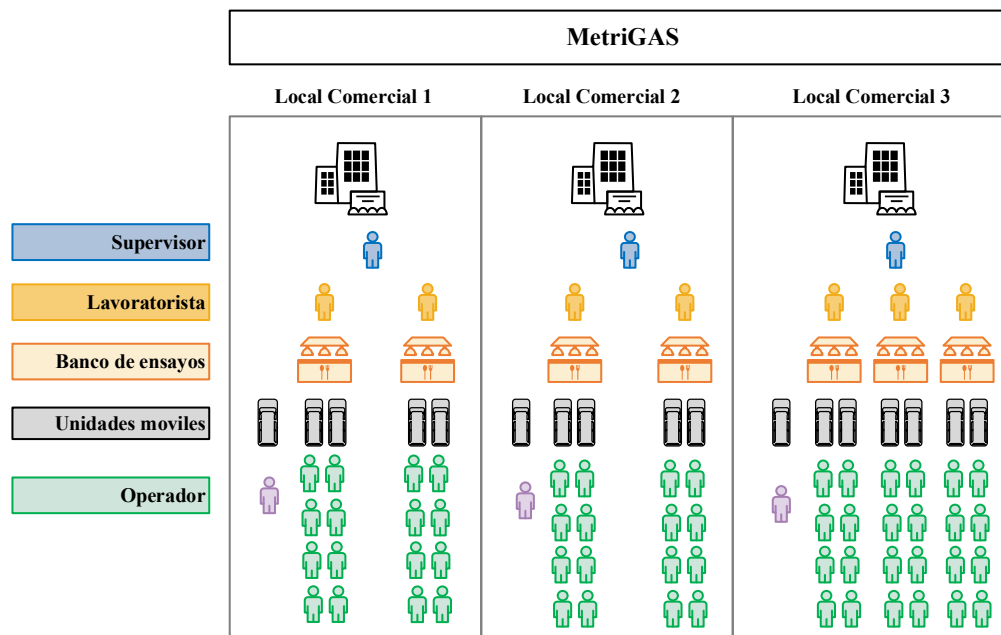 MetriGAS
Local Comercial 1
Local Comercial 2
Local Comercial 3
Supervisor
Lavoratorista
Banco de ensayos
Unidades moviles
Operador